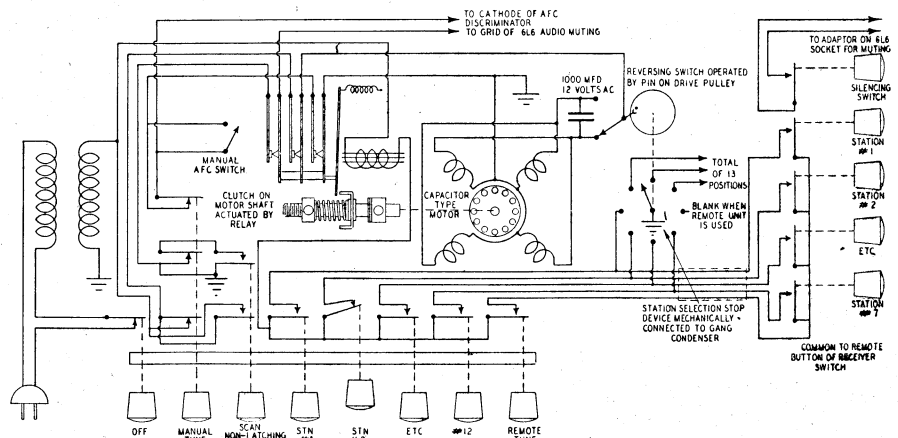 TO CATHODE OF AFC
DISCRIMINATOR
TO GRID OF 6L6 AUDIO MUTING
TO ADAPTOR ON 6L6
SOCKET FOR MUTING
1000 MFD
12 VOLTS AC
REVERSING SWITCH OPERATED
BY PIN ON DRIVE PULLEY
SILENCING
SWITCH
STATION
#1
MANUAL
AFC SWITCH
TOTAL
OF 13
POSITIONS
CLUTCH ON
MOTOR SHAFT
ACTUATED BY
RELAY
CAPACITOR
TYPE
MOTOR
STATION
# 2
BLANK WHEN
REMOTE UNIT
IS USED
ETC
STATION SELECTION STOP
DEVICE MECHANICALLY -
CONNECTED TO GANG
CONDENSER
STATION
# 7
COMMON TO REMOTE
BUTTON OF RECEIVER
SWITCH
OFF
MANUAL
SCAN
NON-LATCHING
STN
STN
ETC
#12
REMOTE